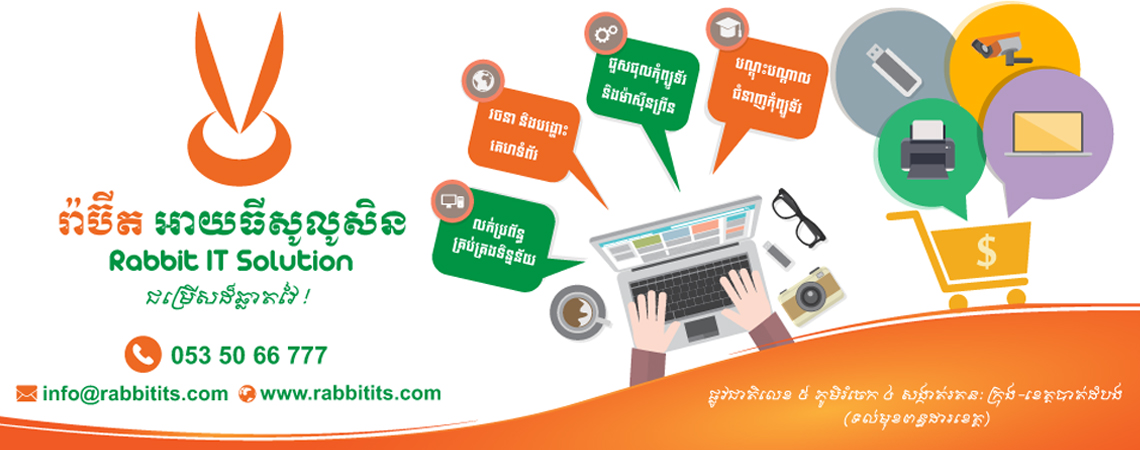 រ៉ាប៊ីត អាយធីសូលូសិន
Rabbit IT Solution
ជម្រើសដ៏ឆ្លាតវៃ !
053 50 66 777
info@rabbitits.com
www.rabbitits.com
លក់ប្រព័ន្ធ
គ្រប់គ្រងទិន្នន័យ
រចនា និងបង្ហោះ
គេហទំព័រ
ជួសជុលកុំព្យូទ័រ
និងម៉ាស៊ីនព្រីន
បណ្តុះបណ្តាល
ជំនាញកុំព្យូទ័រ
$
ផ្លូវជាតិលេខ ៥ ភូមិរំចេក ៤ សង្កាត់រតនៈ ក្រុង-ខេត្តបាត់ដំបង
(ទល់មុខពន្ធដារខេត្ត)